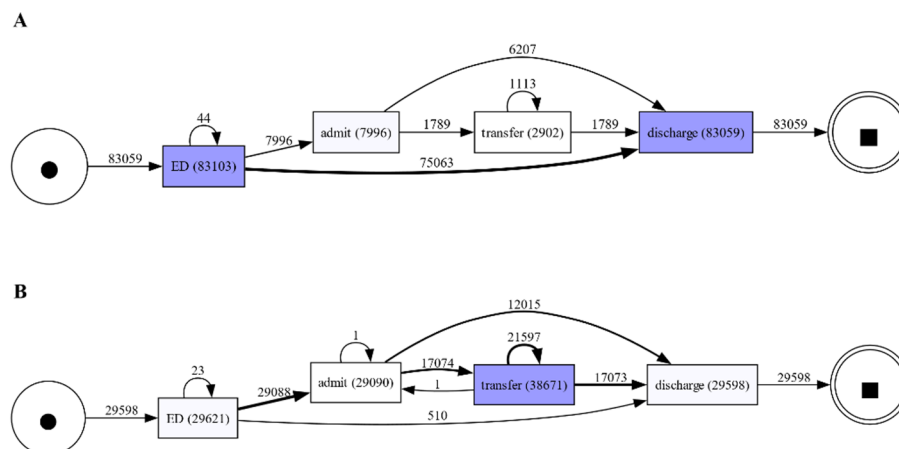 A
6207
1113
44
admit (7996)
1789
transfer (2902)
1789
discharge (83059)
83059
7996
83059
ED (83103)
75063
B
12015
1
21597
23
17074
admit (29090)
transfer (38671)
17073
discharge (29598)
29598
29088
1
29598
ED (29621)
510